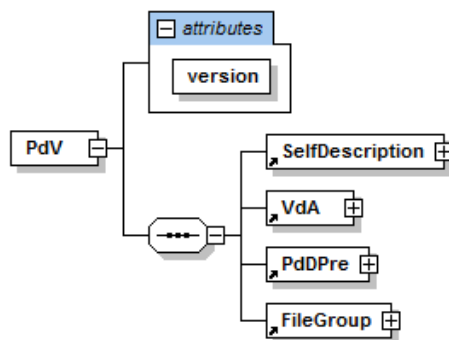 attributes
version
PdV
SelfDescription
VdA
PdDPre
FileGroup